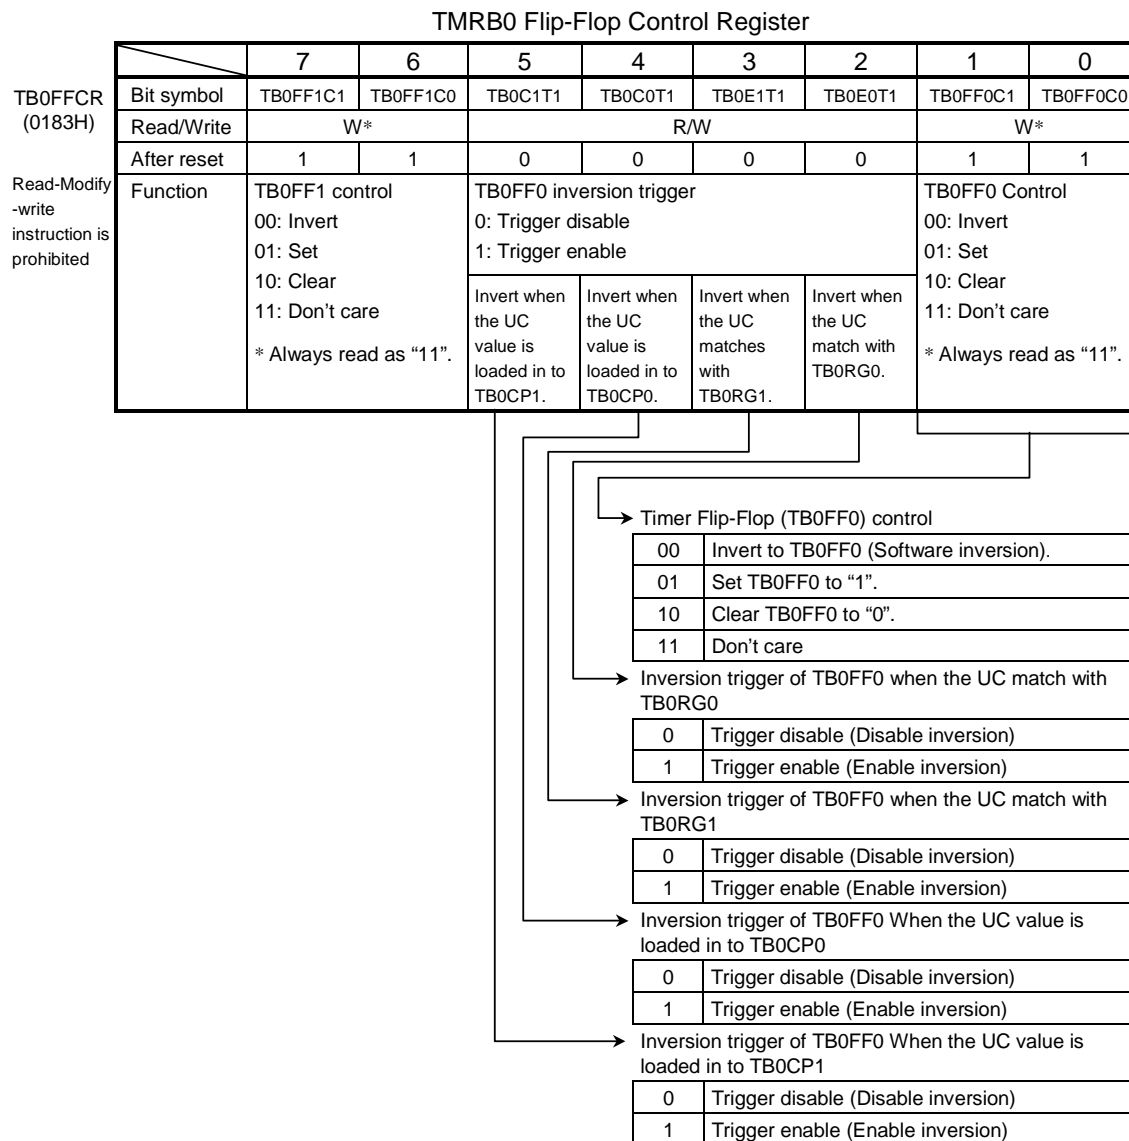 TMRB0 Flip-Flop Control Register
7 6 5 4 3 2 1 0
TB0FFCR
(0183H)
Bit symbol TB0FF1C1 TB0FF1C0 TB0C1T1 TB0C0T1 TB0E1T1 TB0E0T1 TB0FF0C1 TB0FF0C0
Read/Write W* R/W W*
After reset 1 1 0 0 0 0 1 1
Read-Modify
-write
instruction is
prohibited
Function
TB0FF1 control
00: Invert
01: Set
10: Clear
11: Don't care
* Always read as “11”.
TB0FF0 inversion trigger
0: Trigger disable
1: Trigger enable
Invert when
the UC
value is
loaded in to
TB0CP1.
Invert when
the UC
value is
loaded in to
TB0CP0.
Invert when
the UC
matches
with
TB0RG1.
Invert when
the UC
match with
TB0RG0.
TB0FF0 Control
00: Invert
01: Set
10: Clear
11: Don't care
* Always read as “11”.
Timer Flip-Flop (TB0FF0) control
00 Invert to TB0FF0 (Software inversion).
01 Set TB0FF0 to “1”.
10 Clear TB0FF0 to “0”.
11 Don't care
Inversion trigger of TB0FF0 when the UC match with
TB0RG0
0 Trigger disable (Disable inversion)
1 Trigger enable (Enable inversion)
Inversion trigger of TB0FF0 when the UC match with
TB0RG1
0 Trigger disable (Disable inversion)
1 Trigger enable (Enable inversion)
Inversion trigger of TB0FF0 When the UC value is
loaded in to TB0CP0
0 Trigger disable (Disable inversion)
1 Trigger enable (Enable inversion)
Inversion trigger of TB0FF0 When the UC value is
loaded in to TB0CP1
0 Trigger disable (Disable inversion)
1 Trigger enable (Enable inversion)